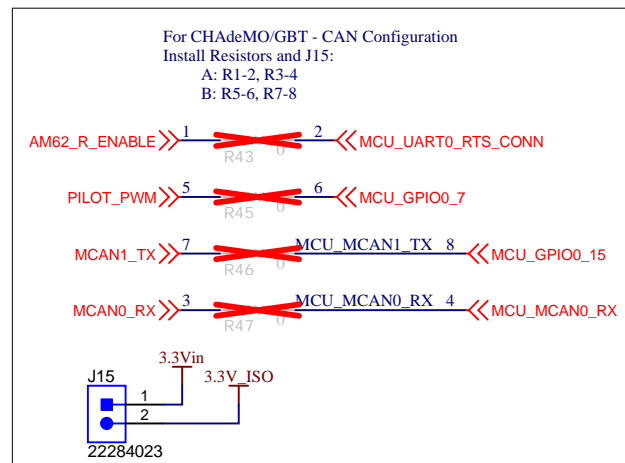 For CHAdeMO/GBT - CAN Configuration
Install Resistors and J15:
A: R1-2, R3-4
B: R5-6, R7-8
AM62_R_ENABLE 1 R43 0 2 MCU_UART0_RTS_CONN
PILOT_PWM 5 R45 0 6 MCU_GPIO0_7
MCAN1_TX 7 R46 0 MCU_MCAN1_TX 8 MCU_GPIO0_15
MCAN0_RX 3 R47 0 MCU_MCAN0_RX 4 MCU_MCAN0_RX
3.3Vin
J15 3.3V_ISO
1
2
22284023